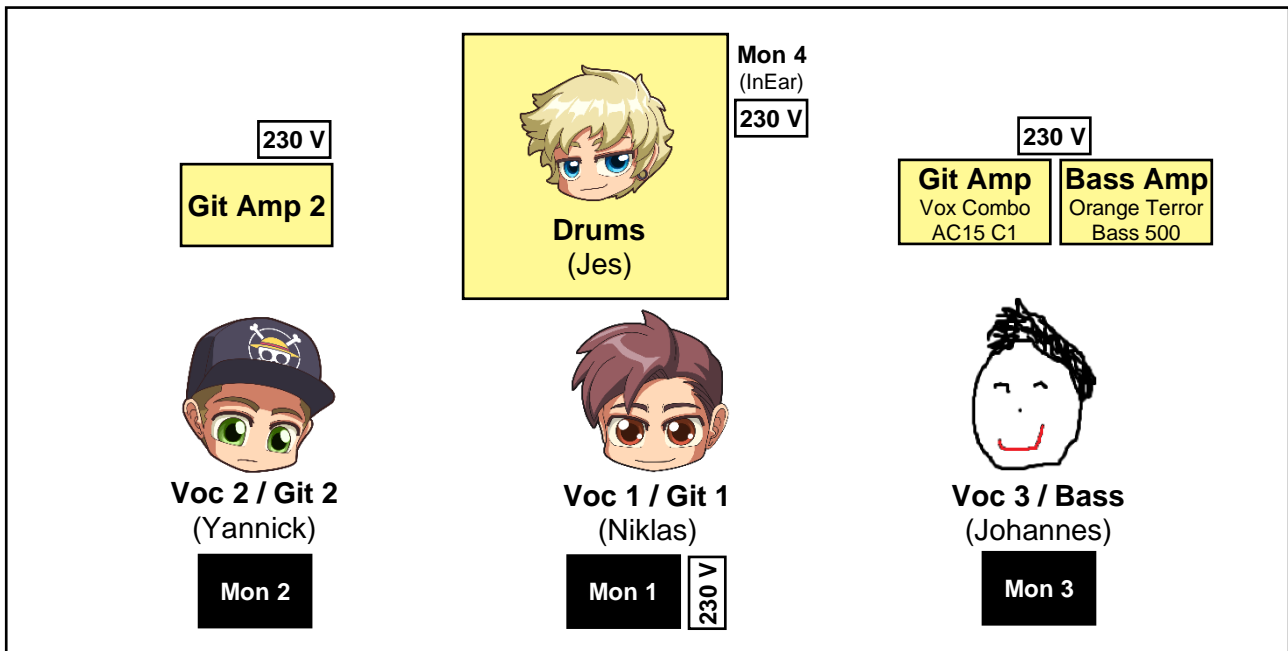 Mon 4
(InEar)
230 V
230 V
Git Amp 2
Drums
(Jes)
230 V
Git Amp
Vox Combo
AC15 C1
Bass Amp
Orange Terror
Bass 500
Voc 2 / Git 2
(Yannick)
Mon 2
Voc 1 / Git 1
(Niklas)
Mon 1
230 V
Voc 3 / Bass
(Johannes)
Mon 3